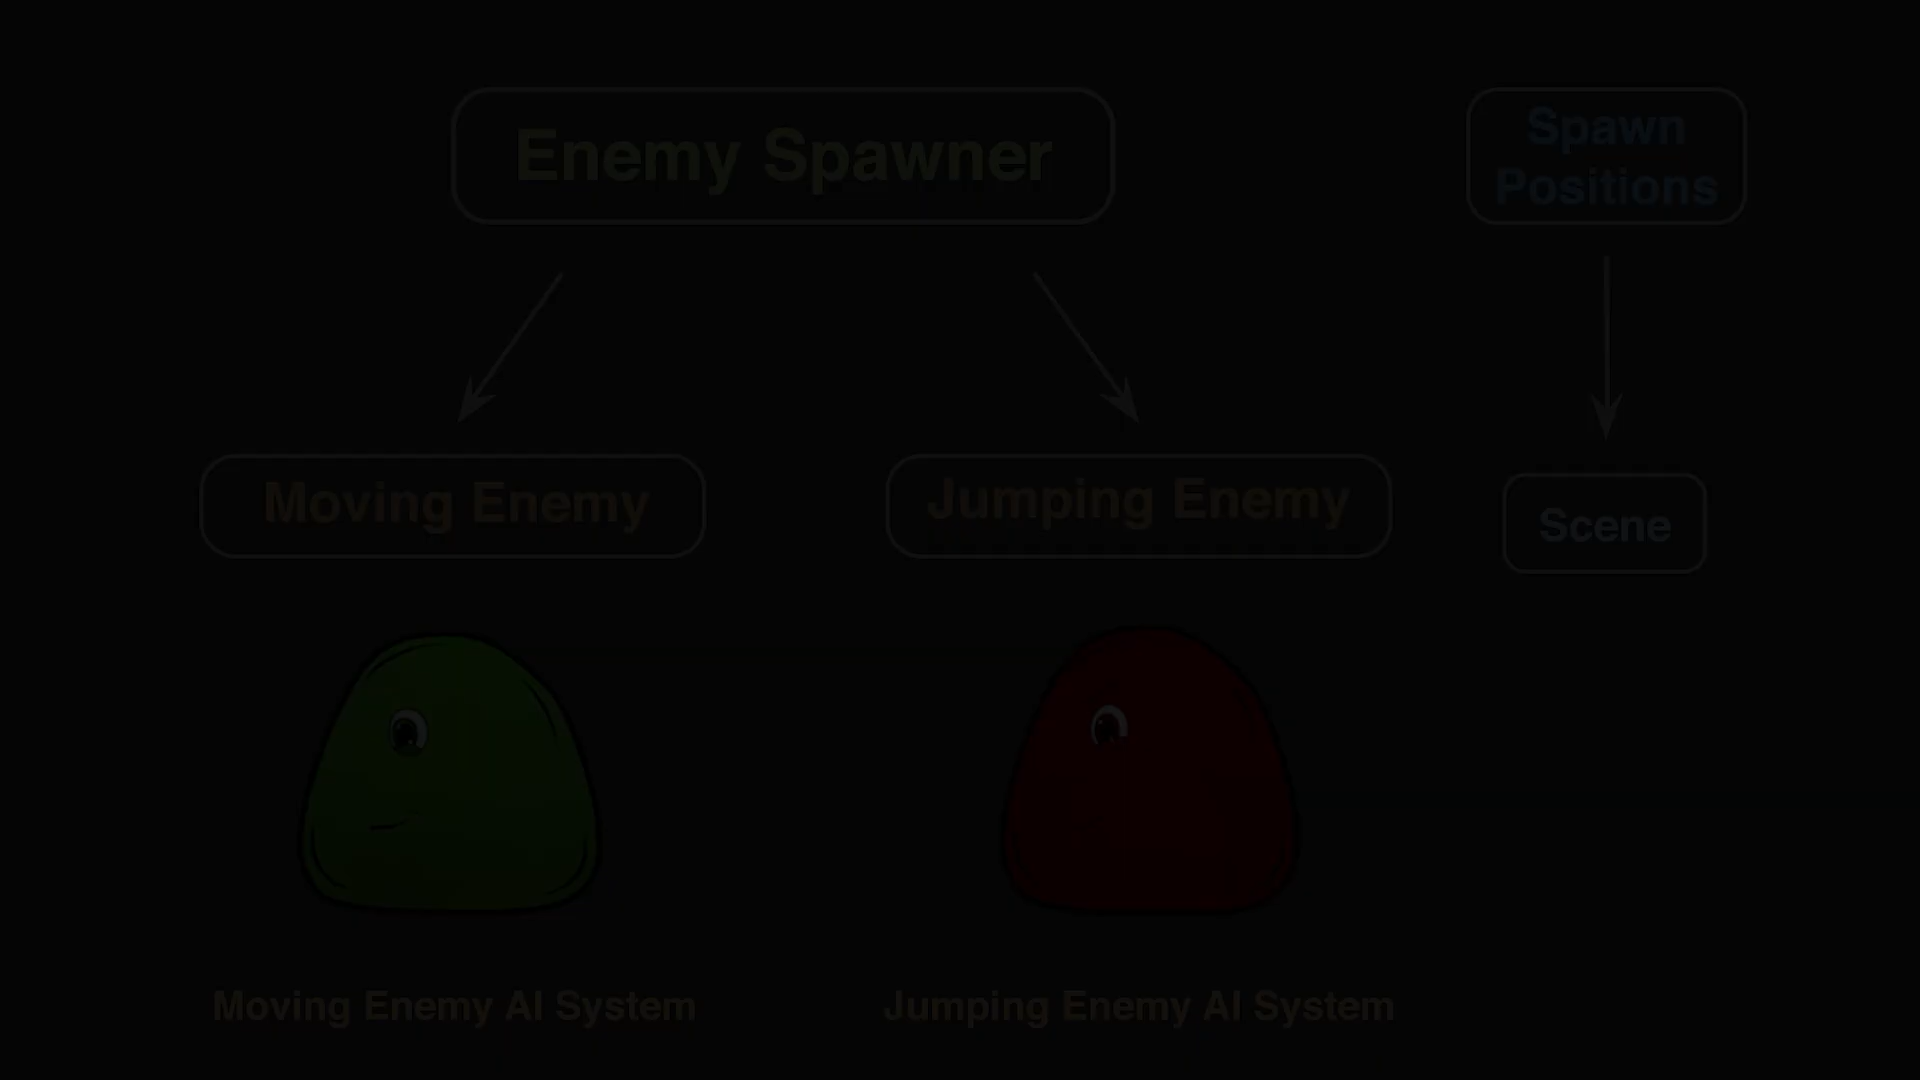 Enemy Spawner
Spawn
Positions
Moving Enemy
Jumping Enemy
Scene
Moving Enemy AI System
Jumping Enemy AI System